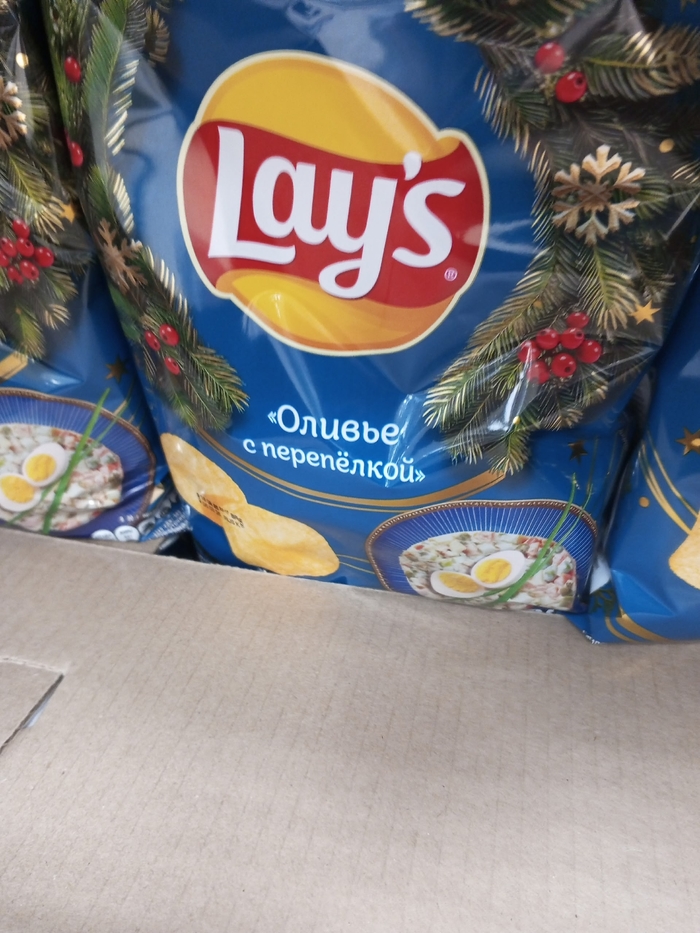 Lay's
«Оливье
с перепёлкой»